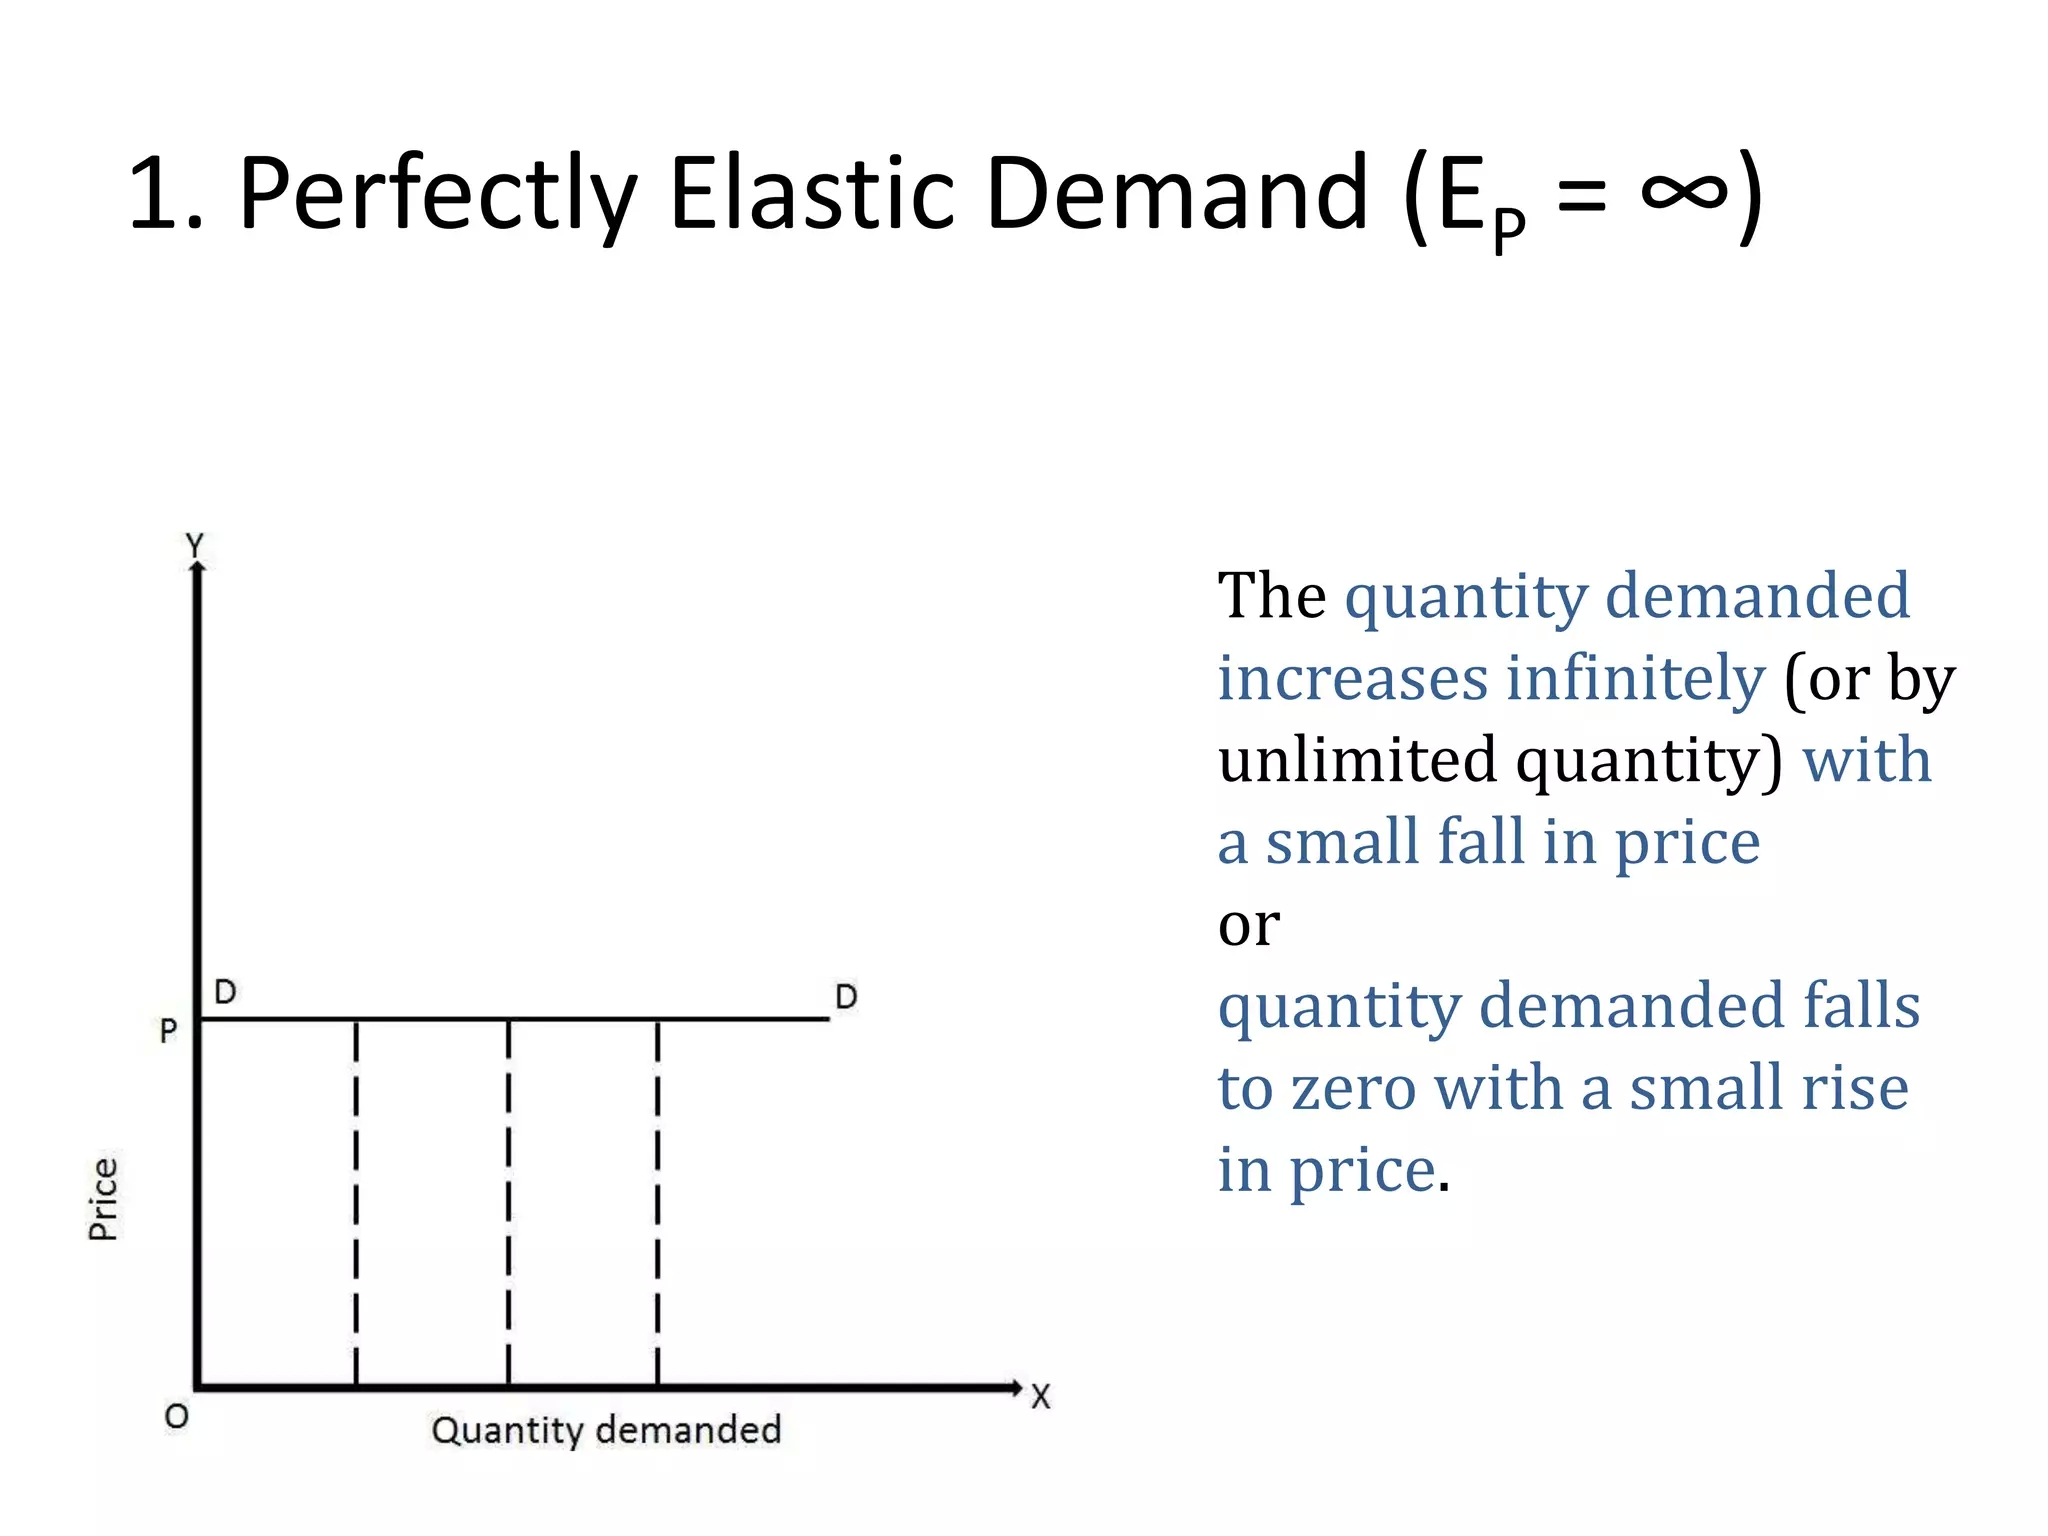 1. Perfectly Elastic Demand (EP = ∞)
Y
D
D
P
Price
O
X
Quantity demanded
The quantity demanded
increases infinitely (or by
unlimited quantity) with
a small fall in price
or
quantity demanded falls
to zero with a small rise
in price.